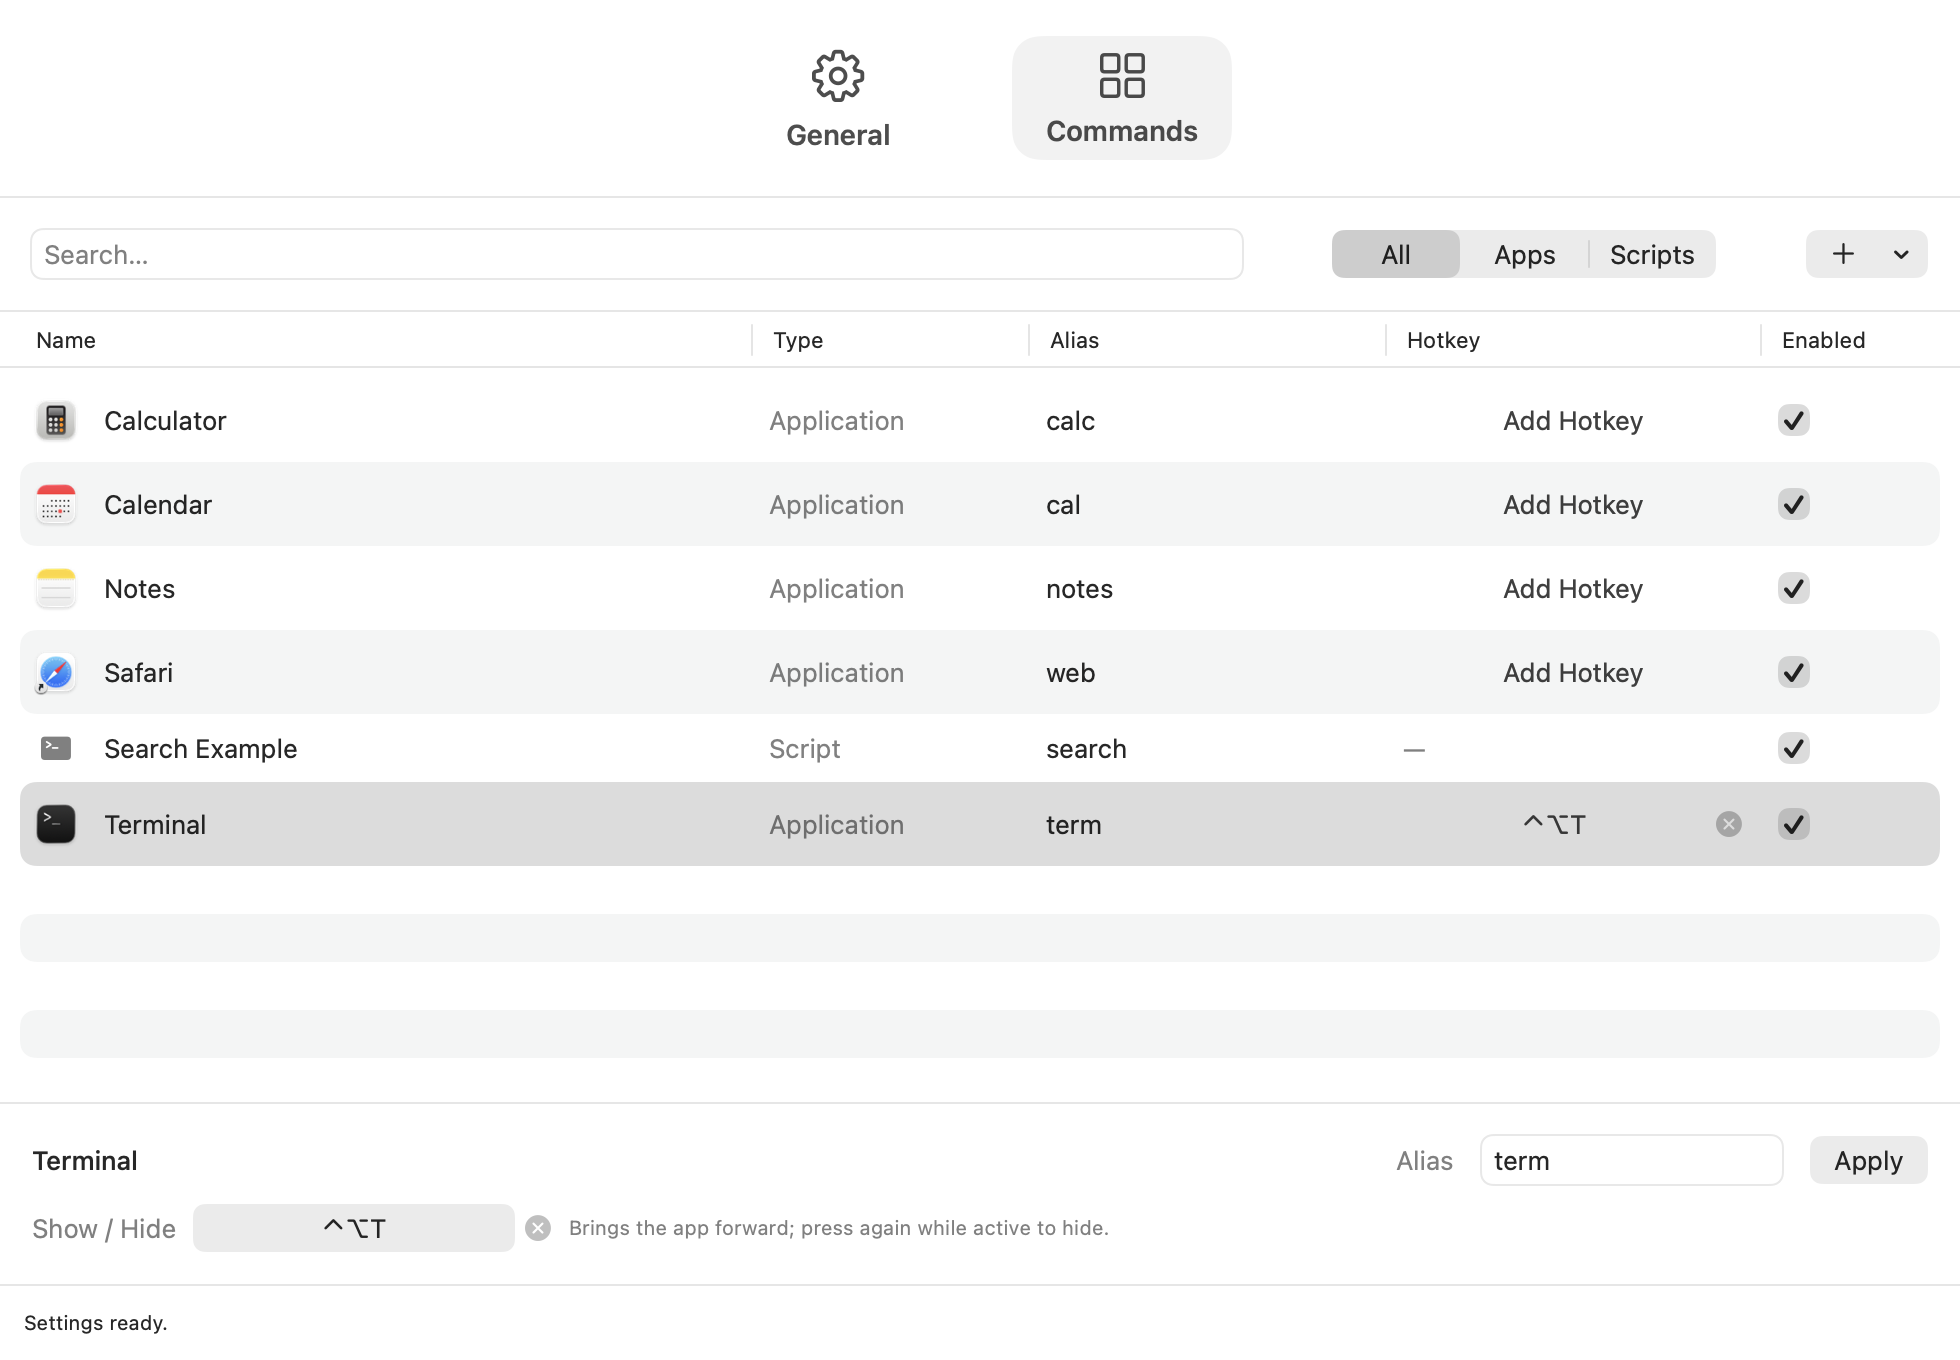 General
Commands
Search...
All Apps Scripts
Name Type Alias Hotkey Enabled
Calculator Application calc Add Hotkey
Calendar Application cal Add Hotkey
Notes Application notes Add Hotkey
Safari Application web Add Hotkey
Search Example Script search —
Terminal Application term ^⌥T
Terminal Alias term Apply
Show / Hide ^⌥T Brings the app forward; press again while active to hide.
Settings ready.